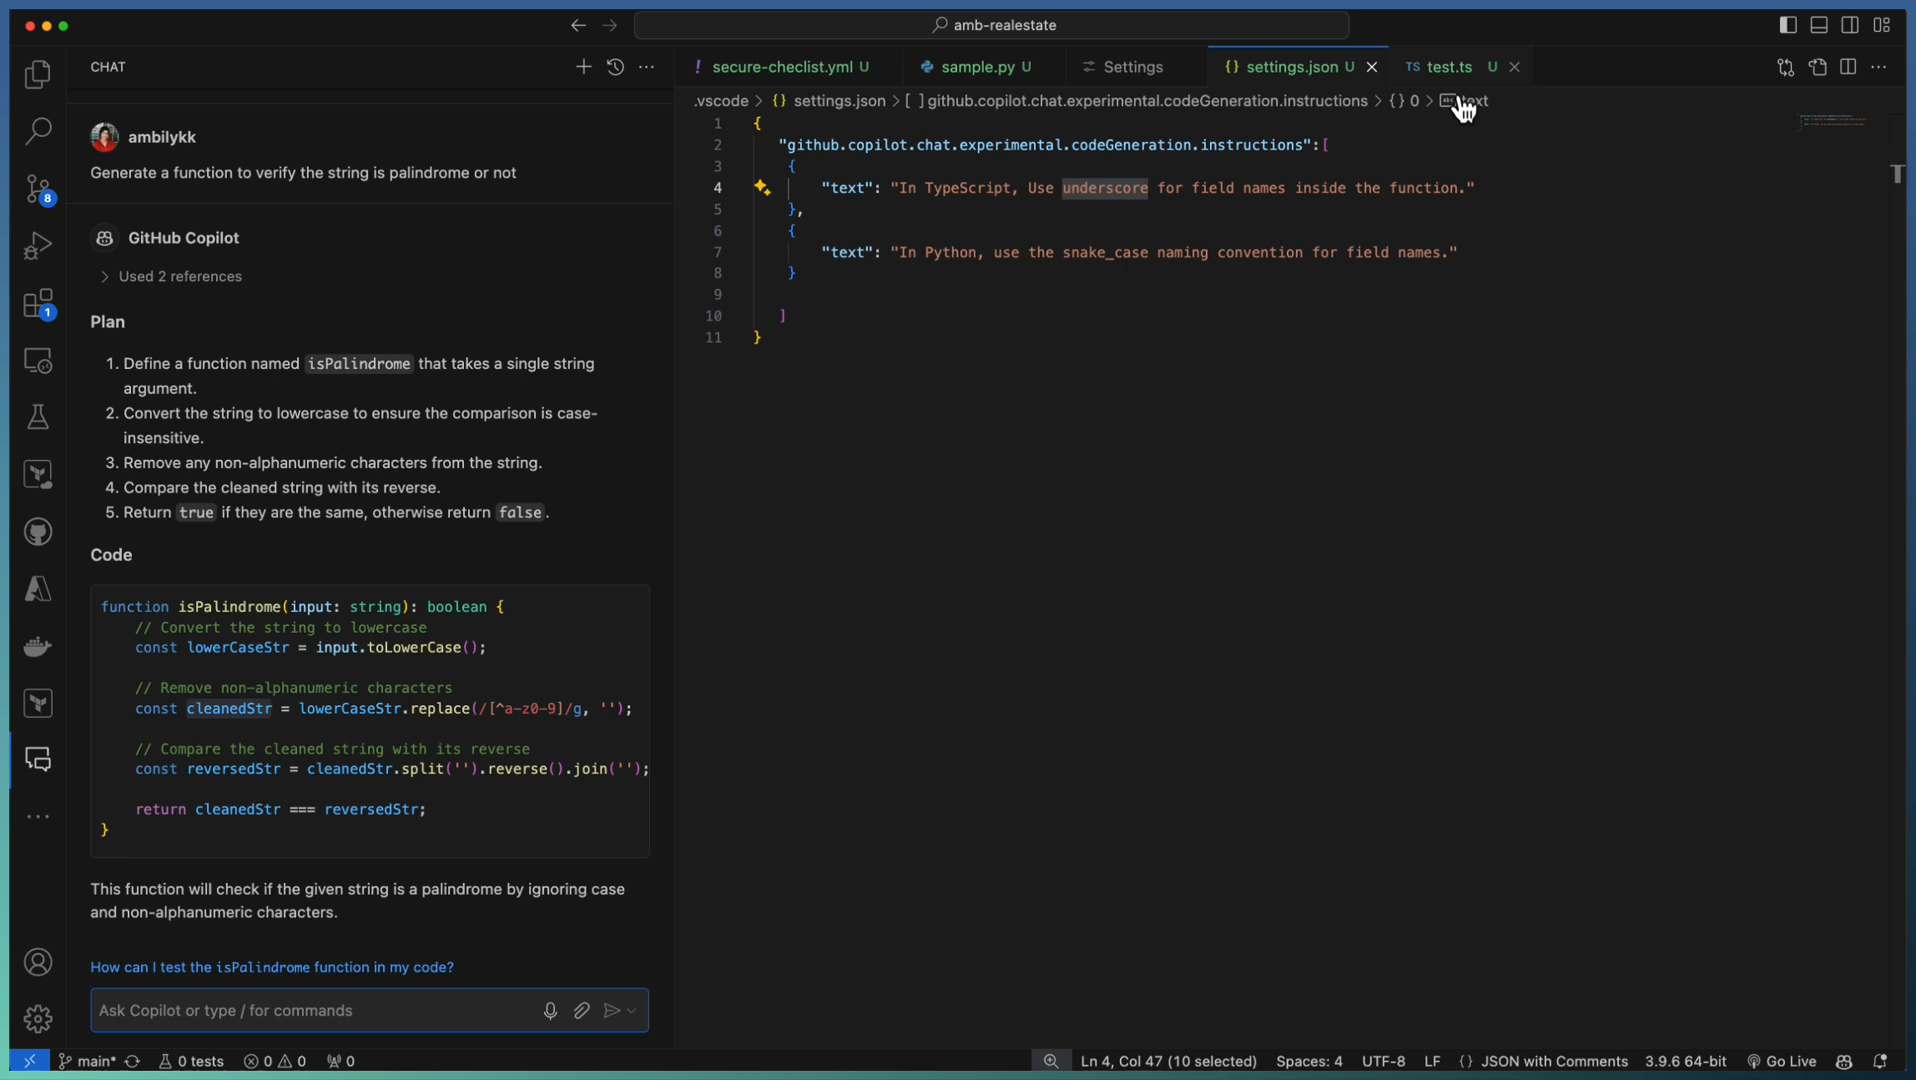 amb-realestate
CHAT
secure-checlist.yml U
sample.py U
Settings
{} settings.json U
TS test.ts U
.vscode > {} settings.json > [ ] github.copilot.chat.experimental.codeGeneration.instructions > {} 0 > abc
ambilykk
Generate a function to verify the string is palindrome or not
8
GitHub Copilot
Used 2 references
1
Plan
1. Define a function named isPalindrome that takes a single string
argument.
2. Convert the string to lowercase to ensure the comparison is case-
insensitive.
3. Remove any non-alphanumeric characters from the string.
4. Compare the cleaned string with its reverse.
5. Return true if they are the same, otherwise return false.
Code
function isPalindrome(input: string): boolean {
// Convert the string to lowercase
const lowerCaseStr = input.toLowerCase();
// Remove non-alphanumeric characters
const cleanedStr = lowerCaseStr.replace(/[^a-z0-9]/g, '');
// Compare the cleaned string with its reverse
const reversedStr = cleanedStr.split('').reverse().join('');
return cleanedStr === reversedStr;
}
This function will check if the given string is a palindrome by ignoring case
and non-alphanumeric characters.
How can I test the isPalindrome function in my code?
Ask Copilot or type / for commands
1 {
2 "github.copilot.chat.experimental.codeGeneration.instructions":[
3 {
4 "text": "In TypeScript, Use underscore for field names inside the function."
5 },
6 {
7 "text": "In Python, use the snake_case naming convention for field names."
8 }
9
10 ]
11 }
main* 0 tests 0 0 0
Ln 4, Col 47 (10 selected) Spaces: 4 UTF-8 LF {} JSON with Comments 3.9.6 64-bit Go Live